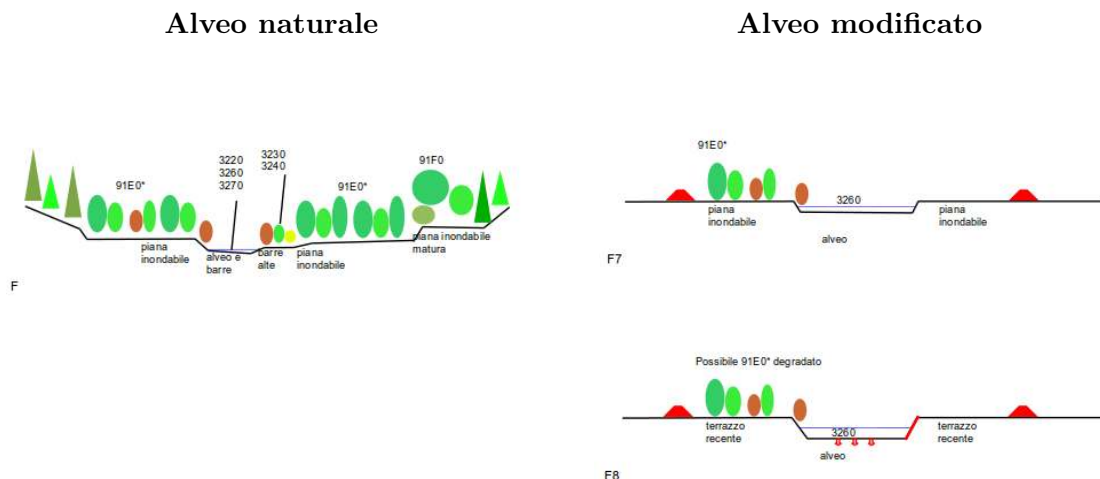 Alveo naturale
Alveo modificato
3220
3260
3270
3230
3240
91E0*
91E0*
91F0
piana
inondabile
alveo e
barre
barre
alte
piana
inondabile
piana inondabile
matura
F
91E0*
3260
piana
inondabile
piana
inondabile
alveo
F7
Possibile 91E0* degradato
3260
terrazzo
recente
terrazzo
recente
alveo
F8